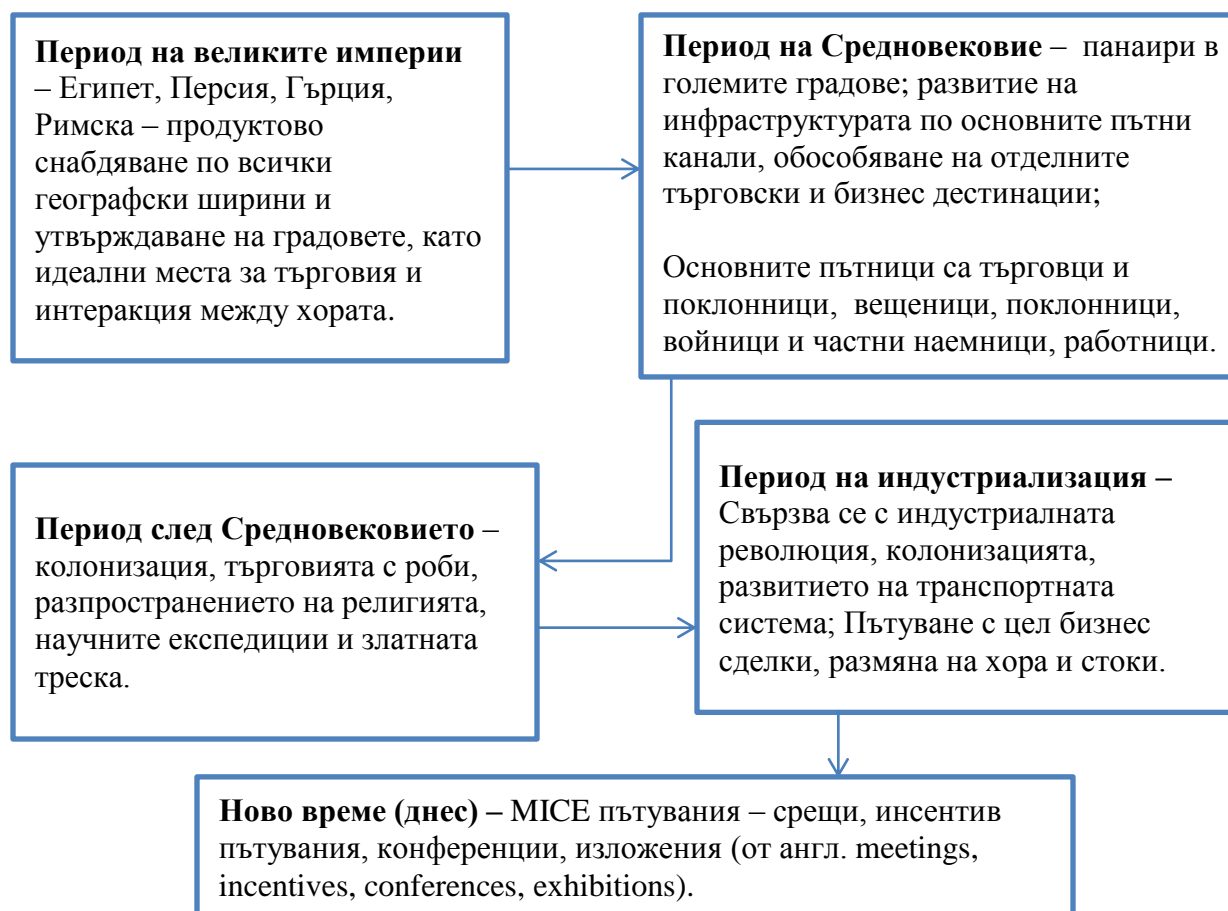 Период на великите империи
– Египет, Персия, Гърция,
Римска – продуктово
снабдяване по всички
географски ширини и
утвърждаване на градовете, като
идеални места за търговия и
интеракция между хората.
Период на Средновековие – панаири в
големите градове; развитие на
инфраструктурата по основните пътни
канали, обособяване на отделните
търговски и бизнес дестинации;
Основните пътници са търговци и
поклонници, вещеници, поклонници,
войници и частни наемници, работници.
Период след Средновековието –
колонизация, търговията с роби,
разпространението на религията,
научните експедиции и златната
треска.
Период на индустриализация –
Свързва се с индустриалната
революция, колонизацията,
развитието на транспортната
система; Пътуване с цел бизнес
сделки, размяна на хора и стоки.
Ново време (днес) – MICE пътувания – срещи, инсентив
пътувания, конференции, изложения (от англ. meetings,
incentives, conferences, exhibitions).